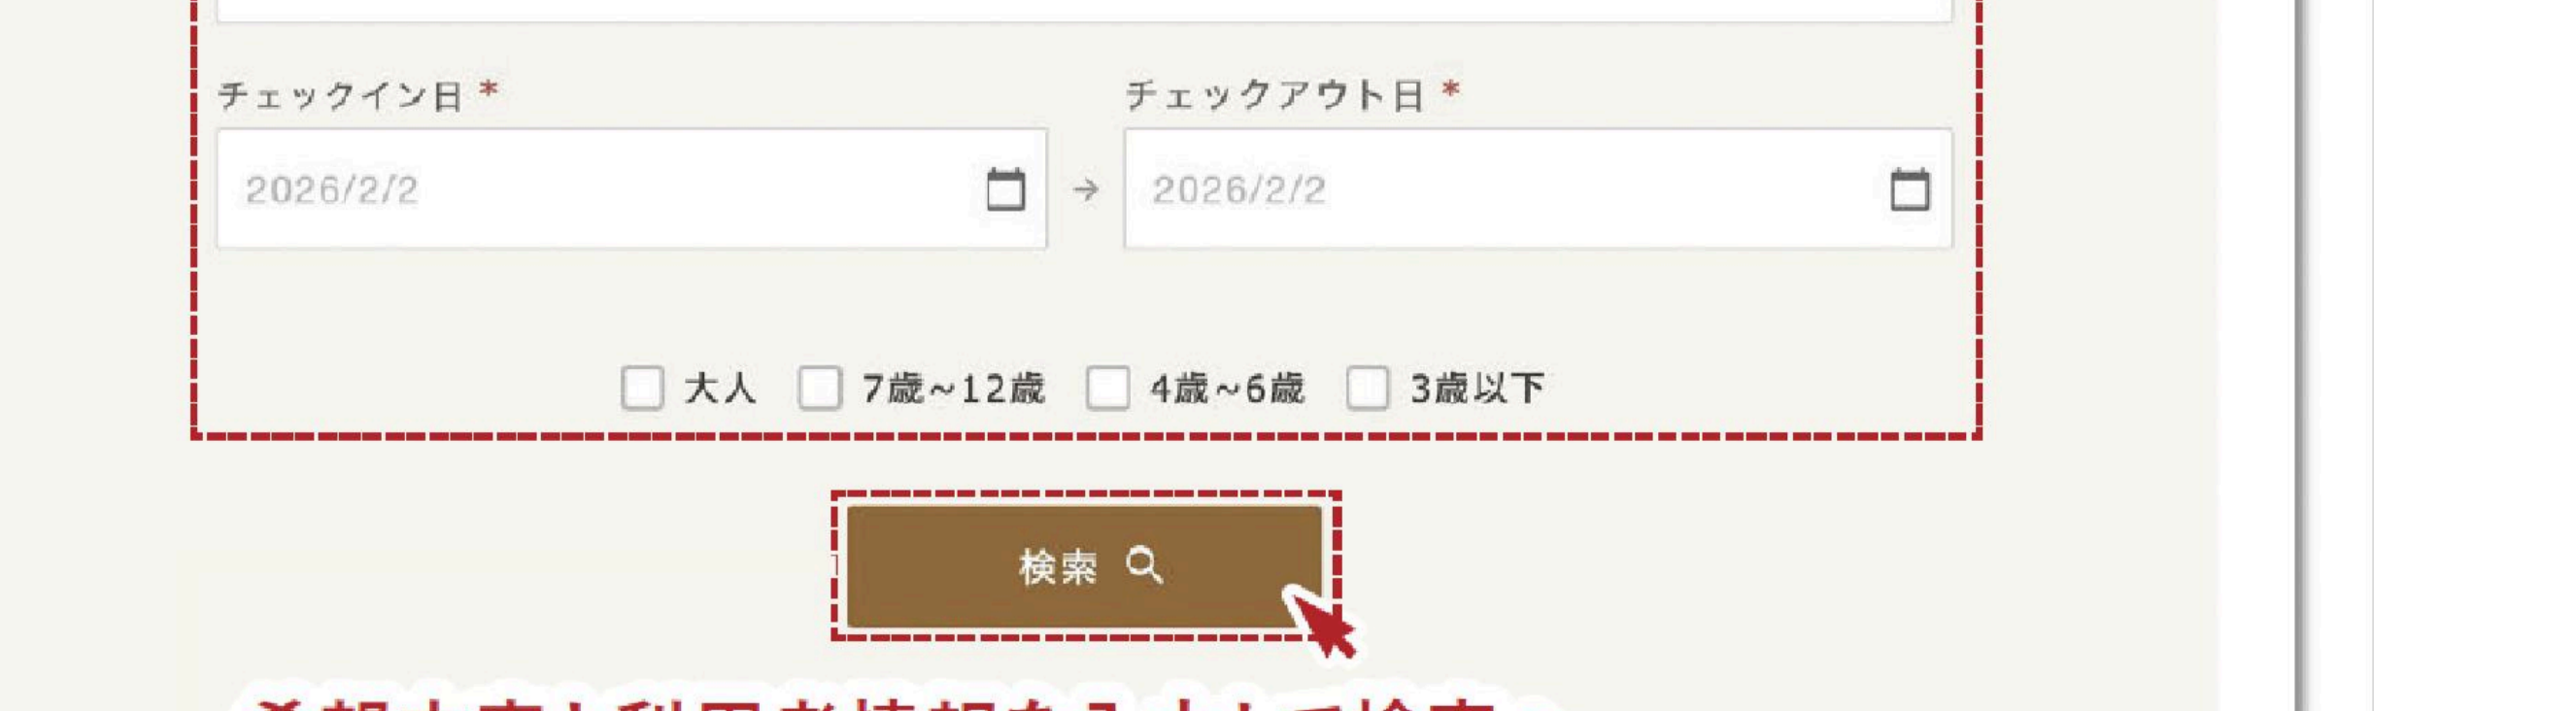 チェックイン日 * チェックアウト日 *
2026/2/2 → 2026/2/2
大人 7歳~12歳 4歳~6歳 3歳以下
検索